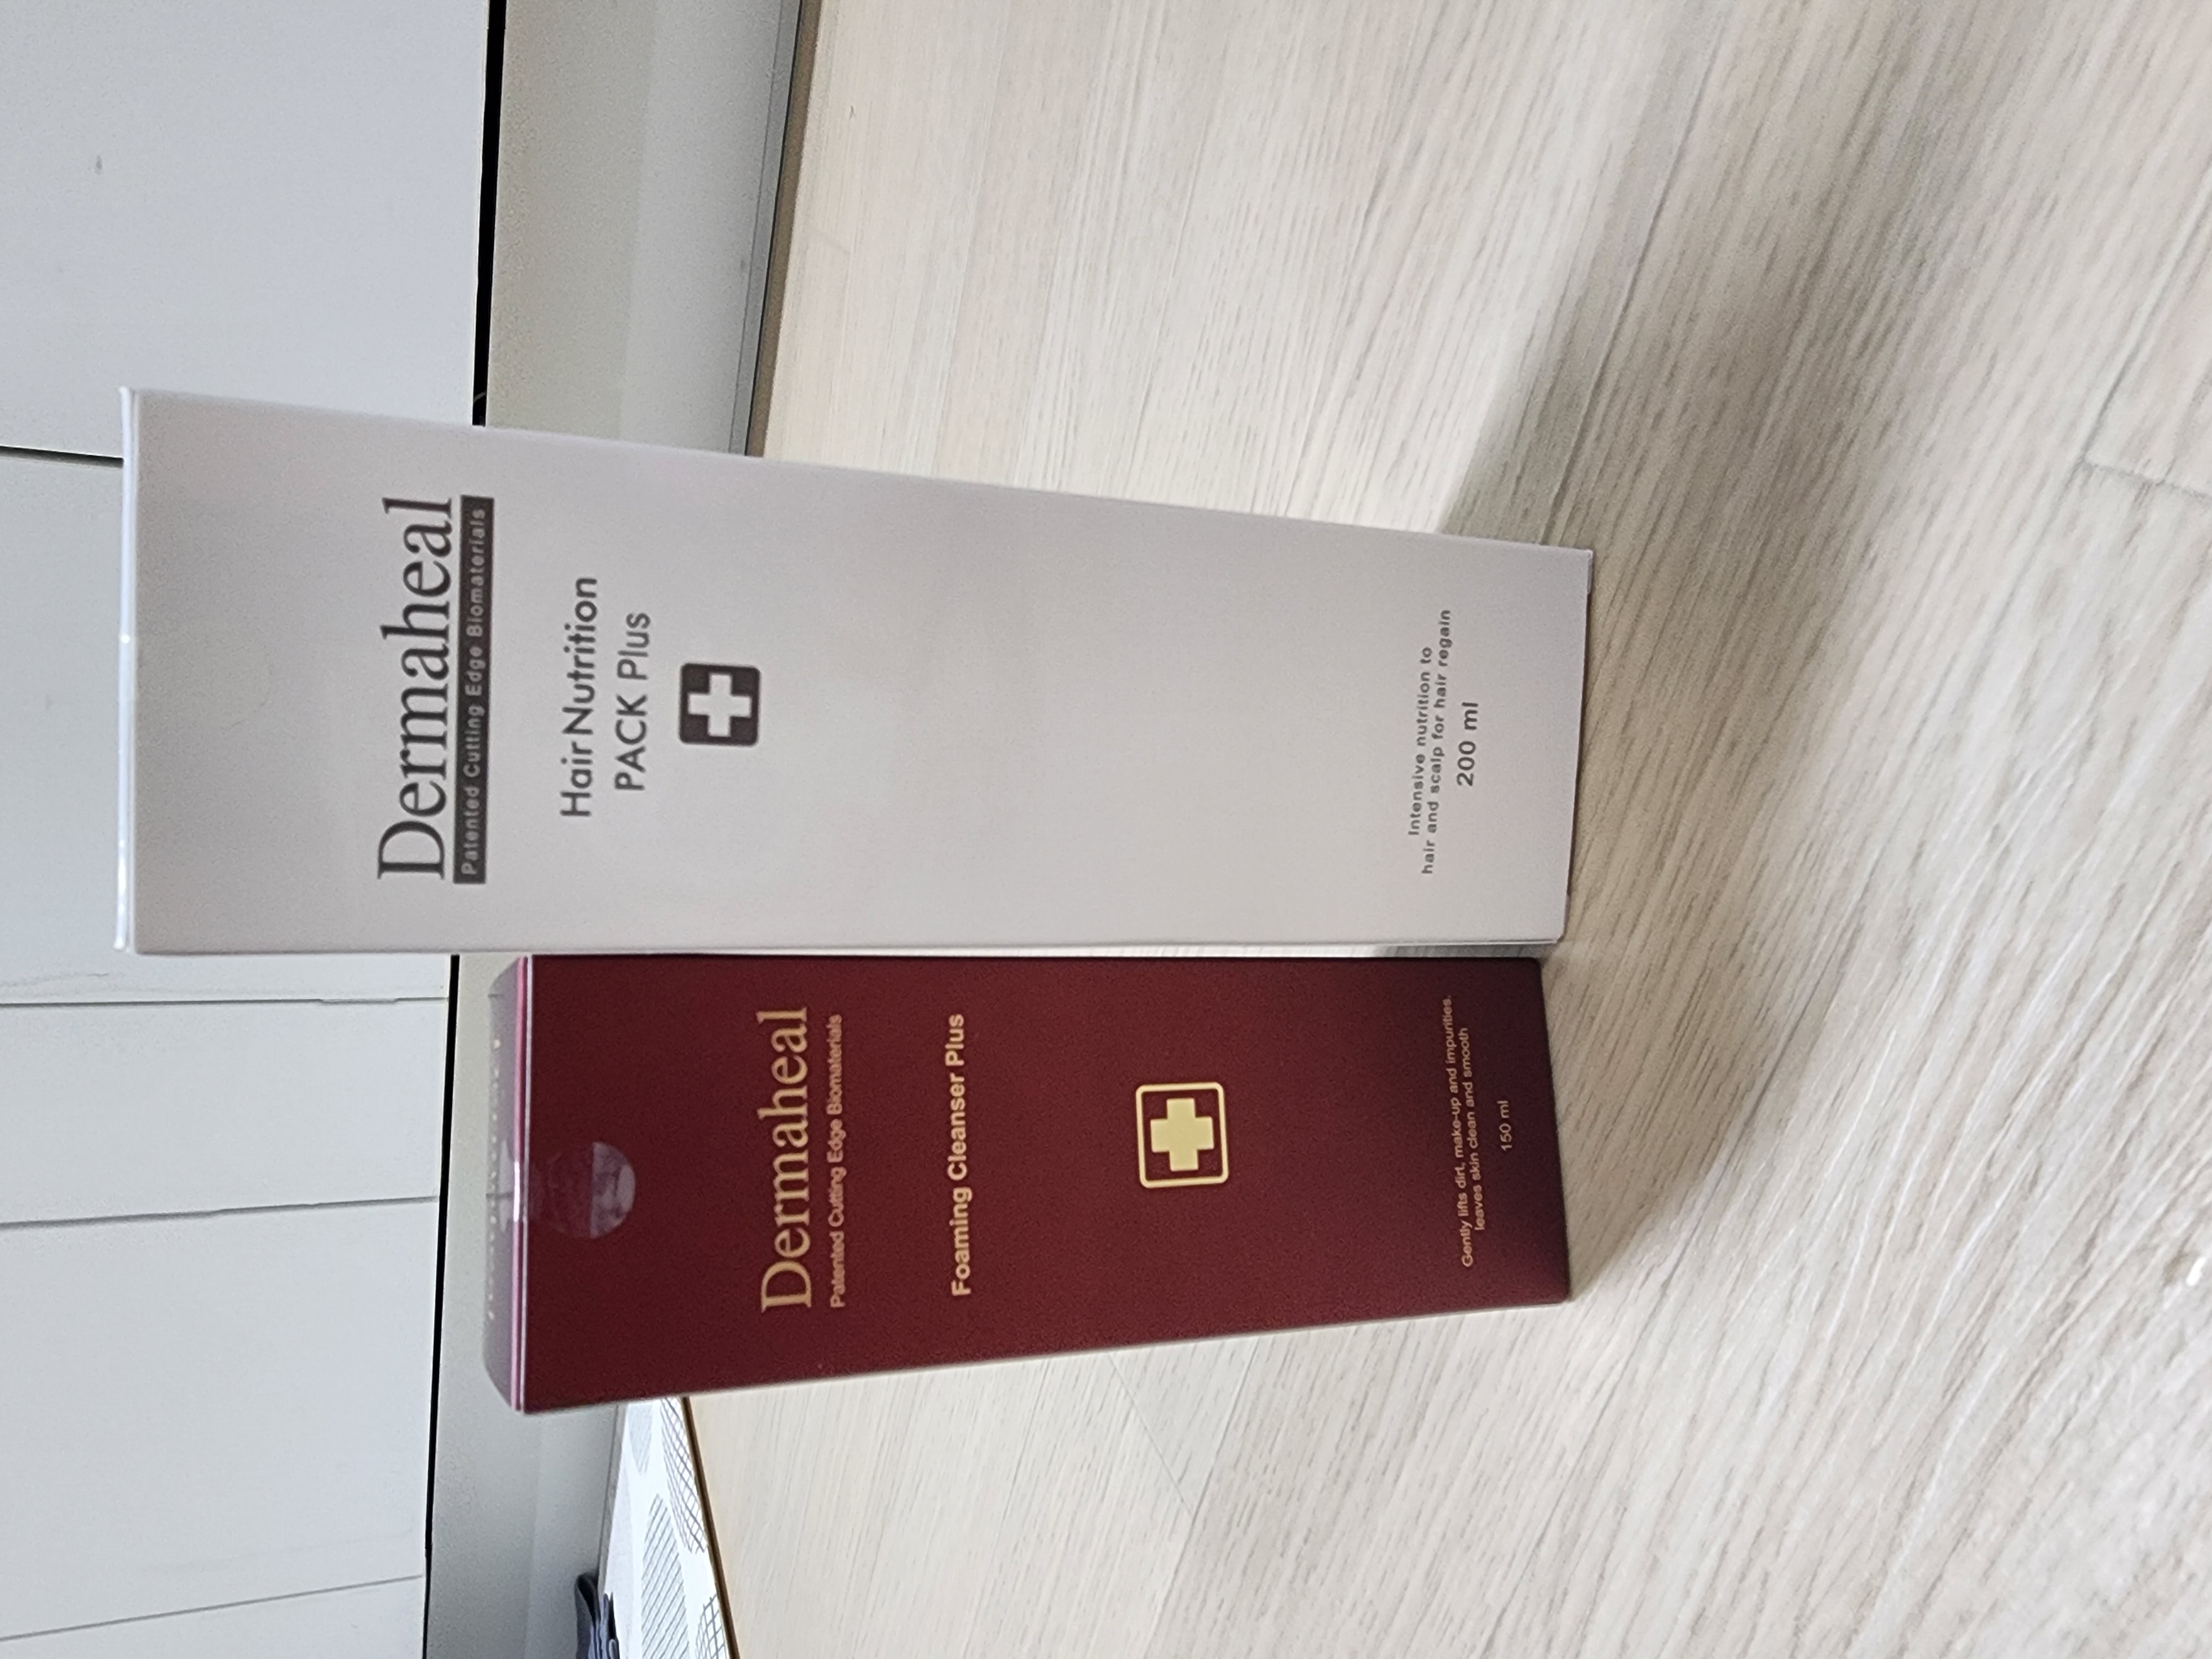 Dermaheal
Patented Cutting Edge Biomaterials
Foaming Cleanser Plus
Gently lifts dirt, make-up and impurities.
leaves skin clean and smooth
150 ml
Dermaheal
Patented Cutting Edge Biomaterials
Hair Nutrition
PACK Plus
Intensive nutrition to
hair and scalp for hair regain
200 ml